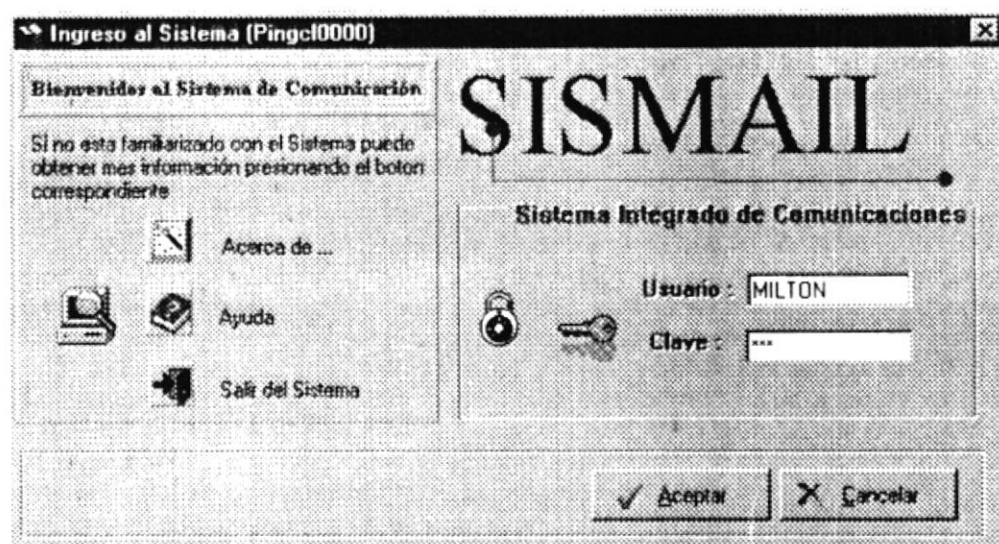 Ingreso al Sistema (Pingcl0000)
Bienvenidos al Sistema de Comunicación
Si no esta familiarizado con el Sistema puede
obtener mas información presionando el boton
correspondiente
Acerca de ...
Ayuda
Salir del Sistema
SISMAIL
Sistema Integrado de Comunicaciones
Usuario : MILTON
Clave : ***
Aceptar
Cancelar